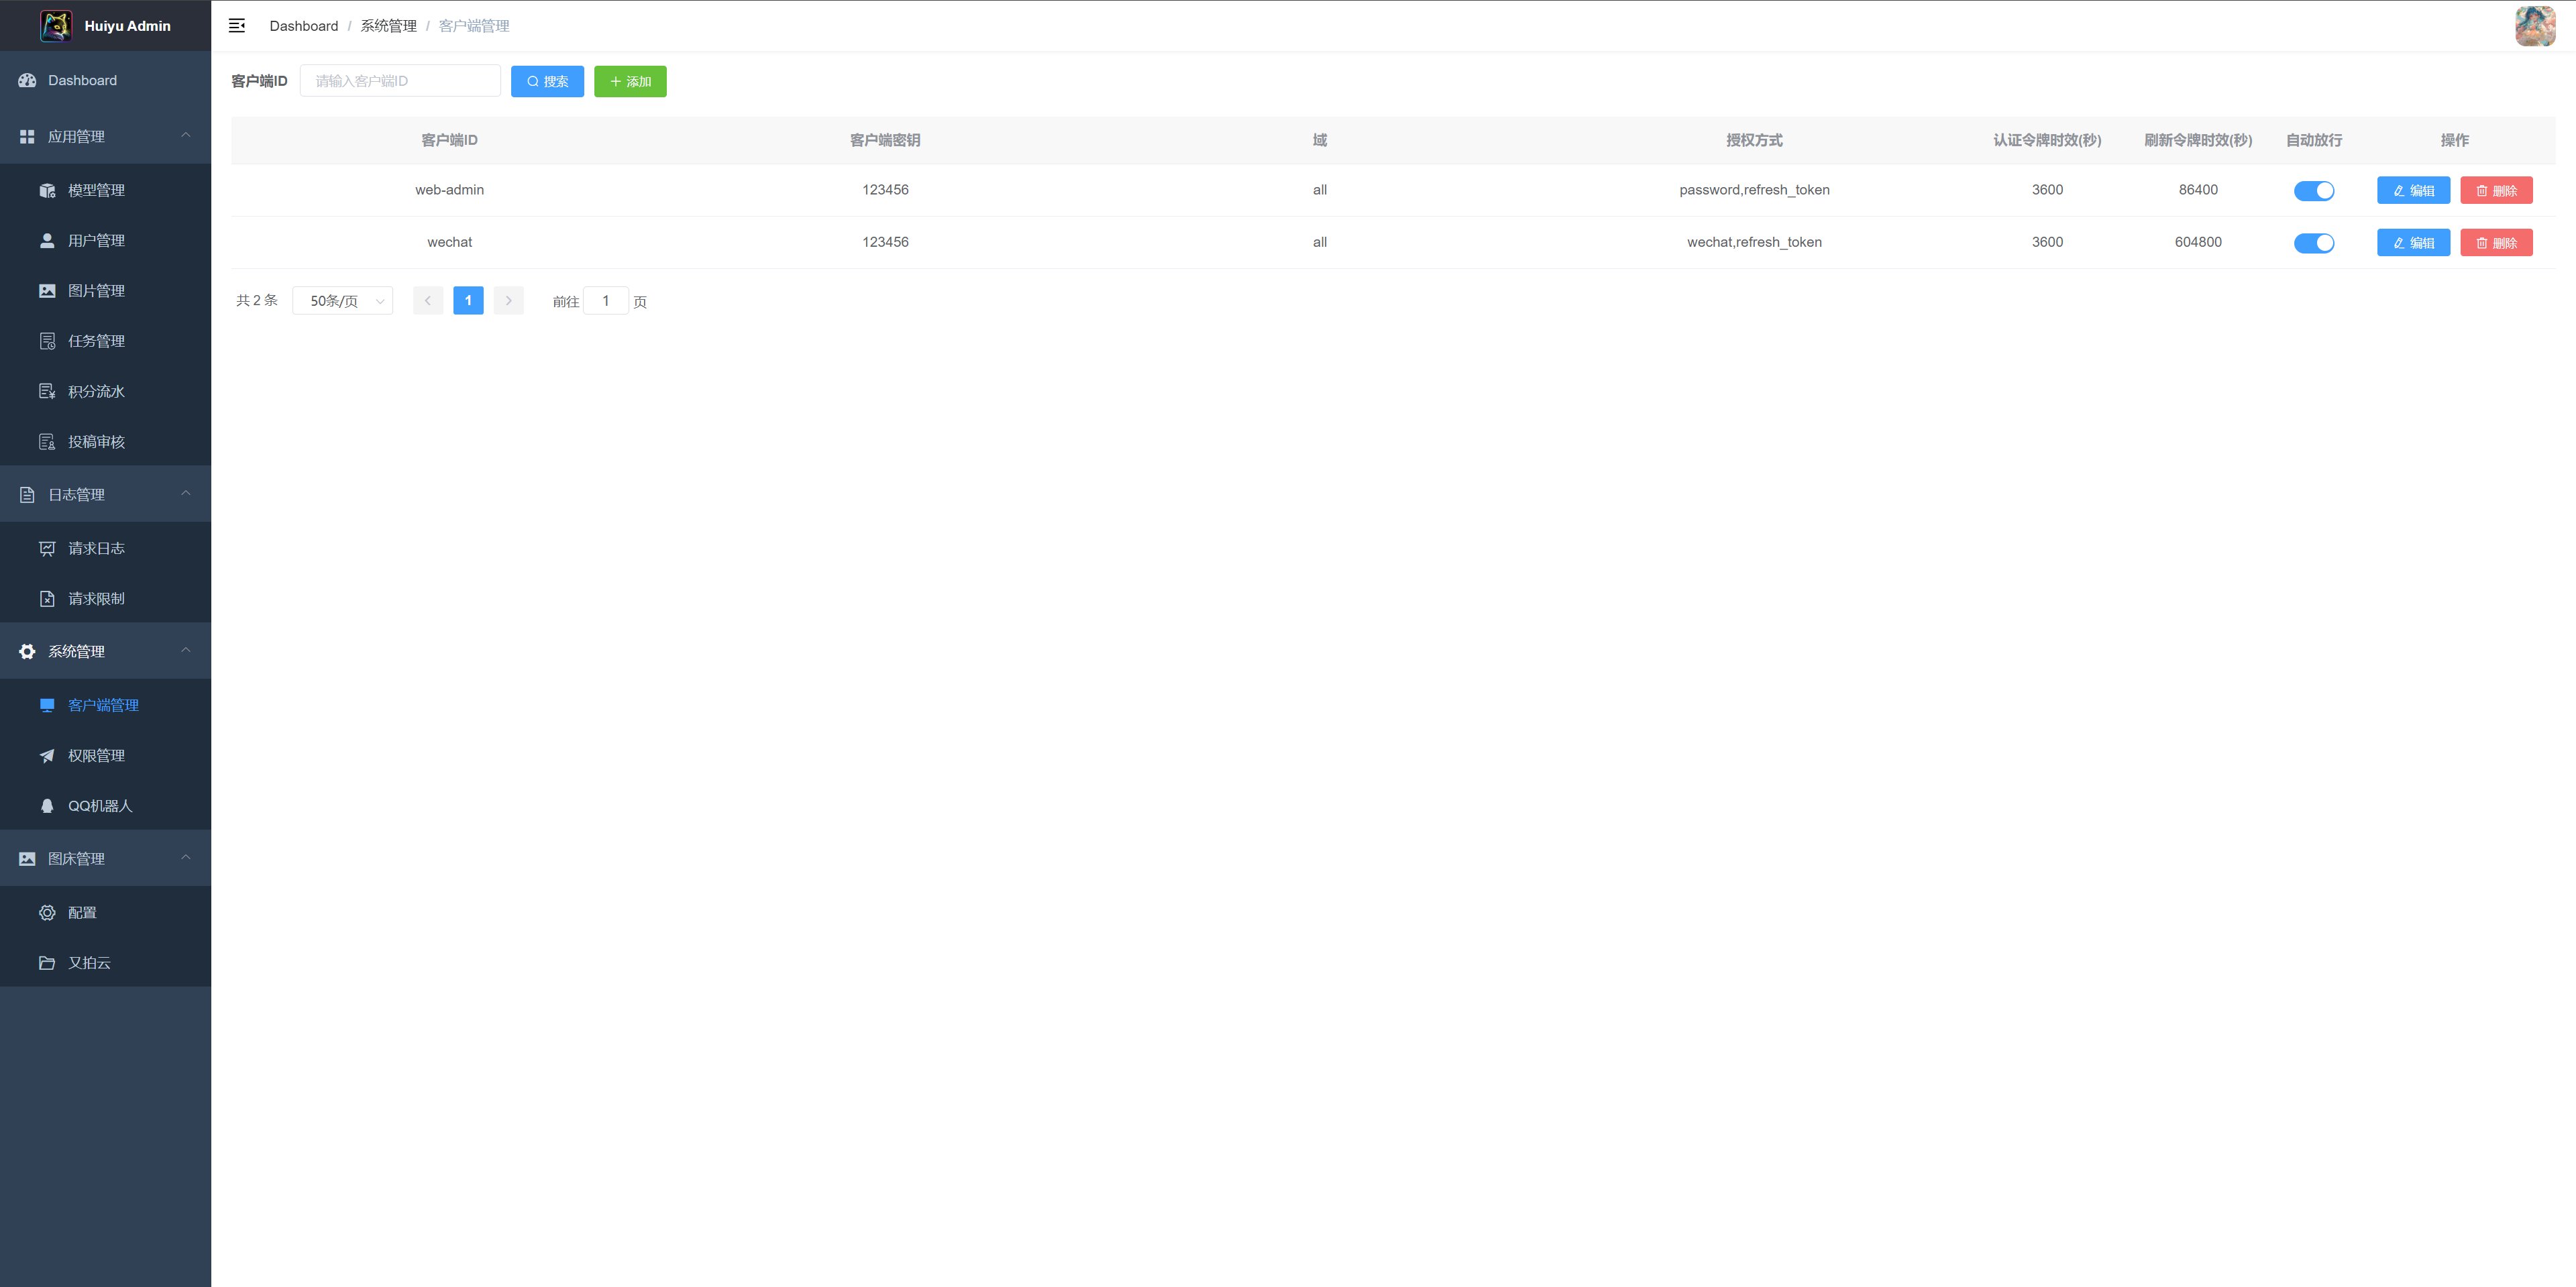 Huiyu Admin
Dashboard / 系统管理 / 客户端管理
Dashboard
应用管理
模型管理
用户管理
图片管理
任务管理
积分流水
投稿审核
日志管理
请求日志
请求限制
系统管理
客户端管理
权限管理
QQ机器人
图床管理
配置
又拍云
客户端ID 请输入客户端ID 搜索 添加
客户端ID 客户端密钥 域 授权方式 认证令牌时效(秒) 刷新令牌时效(秒) 自动放行 操作
web-admin 123456 all password,refresh_token 3600 86400 编辑 删除
wechat 123456 all wechat,refresh_token 3600 604800 编辑 删除
共 2 条 50条/页 1 前往 1 页